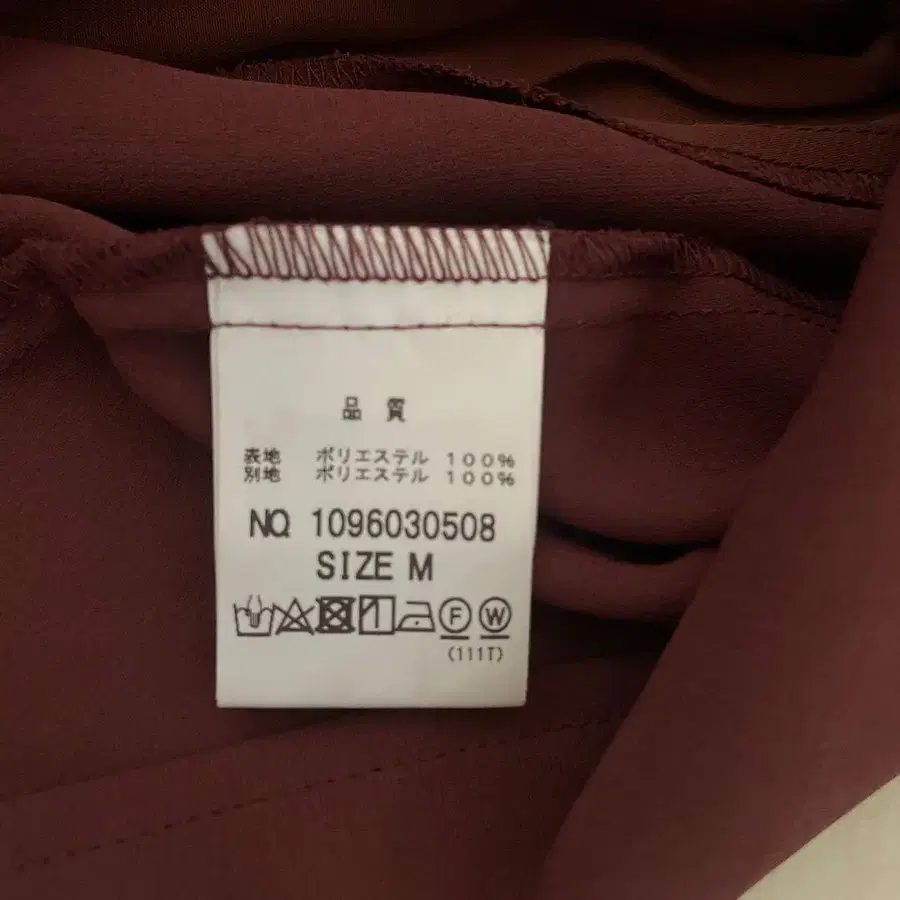 品質
表地 ポリエステル 100%
別地 ポリエステル 100%
NQ 1096030508
SIZE M
F W
(111T)